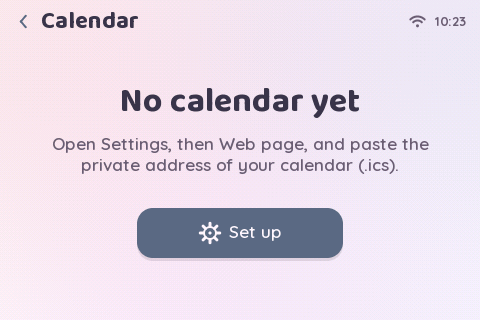 Calendar
10:23
No calendar yet
Open Settings, then Web page, and paste the
private address of your calendar (.ics).
Set up